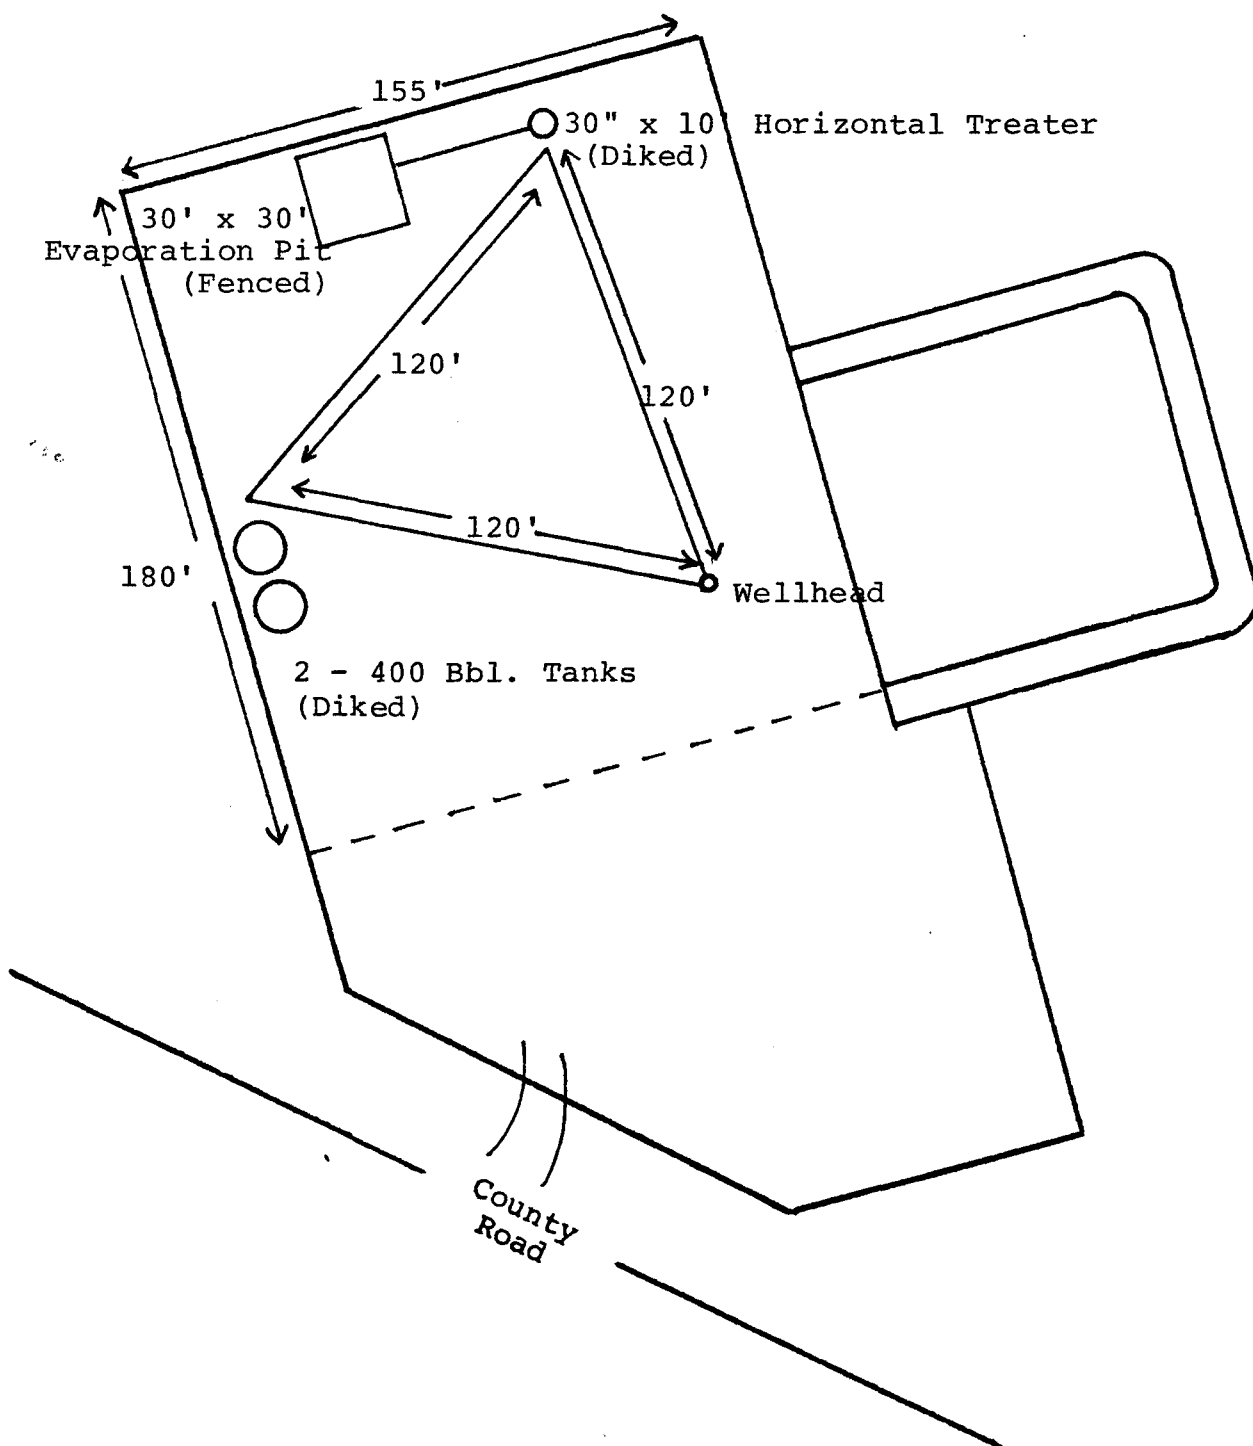 155'
30" x 10' Horizontal Treater
(Diked)
30' x 30'
Evaporation Pit
(Fenced)
120'
120'
120'
180'
Wellhead
2 - 400 Bbl. Tanks
(Diked)
County
Road